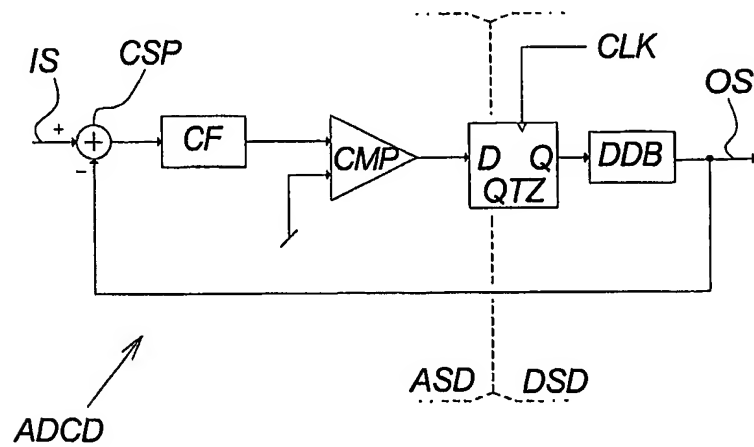 IS
CSP
CLK
OS
+
-
+
CF
CMP
D Q
QTZ
DDB
ASD
DSD
ADCD